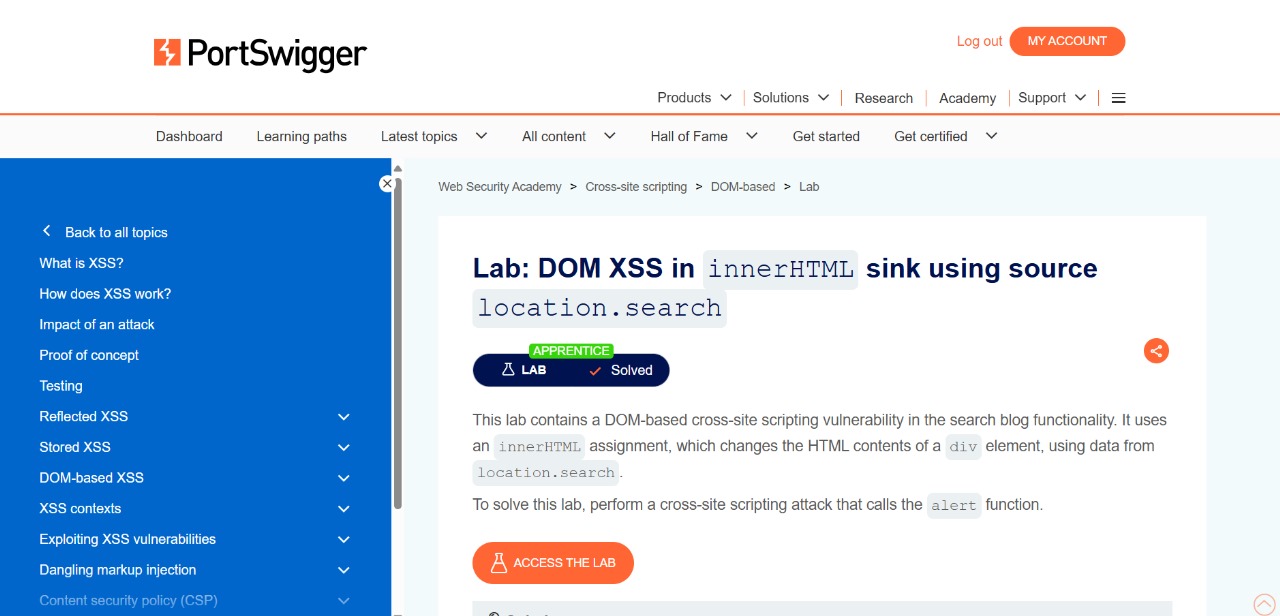 PortSwigger
Log out
MY ACCOUNT
Products
Solutions
Research
Academy
Support
Dashboard
Learning paths
Latest topics
All content
Hall of Fame
Get started
Get certified
Back to all topics
What is XSS?
How does XSS work?
Impact of an attack
Proof of concept
Testing
Reflected XSS
Stored XSS
DOM-based XSS
XSS contexts
Exploiting XSS vulnerabilities
Dangling markup injection
Content security policy (CSP)
Web Security Academy > Cross-site scripting > DOM-based > Lab
Lab: DOM XSS in innerHTML sink using source
location.search
APPRENTICE
LAB
Solved
This lab contains a DOM-based cross-site scripting vulnerability in the search blog functionality. It uses
an innerHTML assignment, which changes the HTML contents of a div element, using data from
location.search.
To solve this lab, perform a cross-site scripting attack that calls the alert function.
ACCESS THE LAB